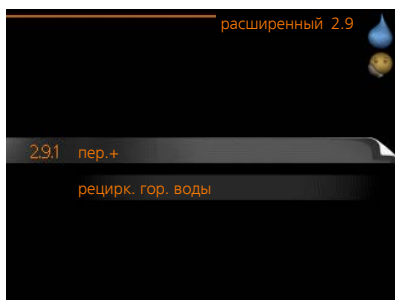 расширенный 2.9
2.9.1 пер.+
рецирк. гор. воды